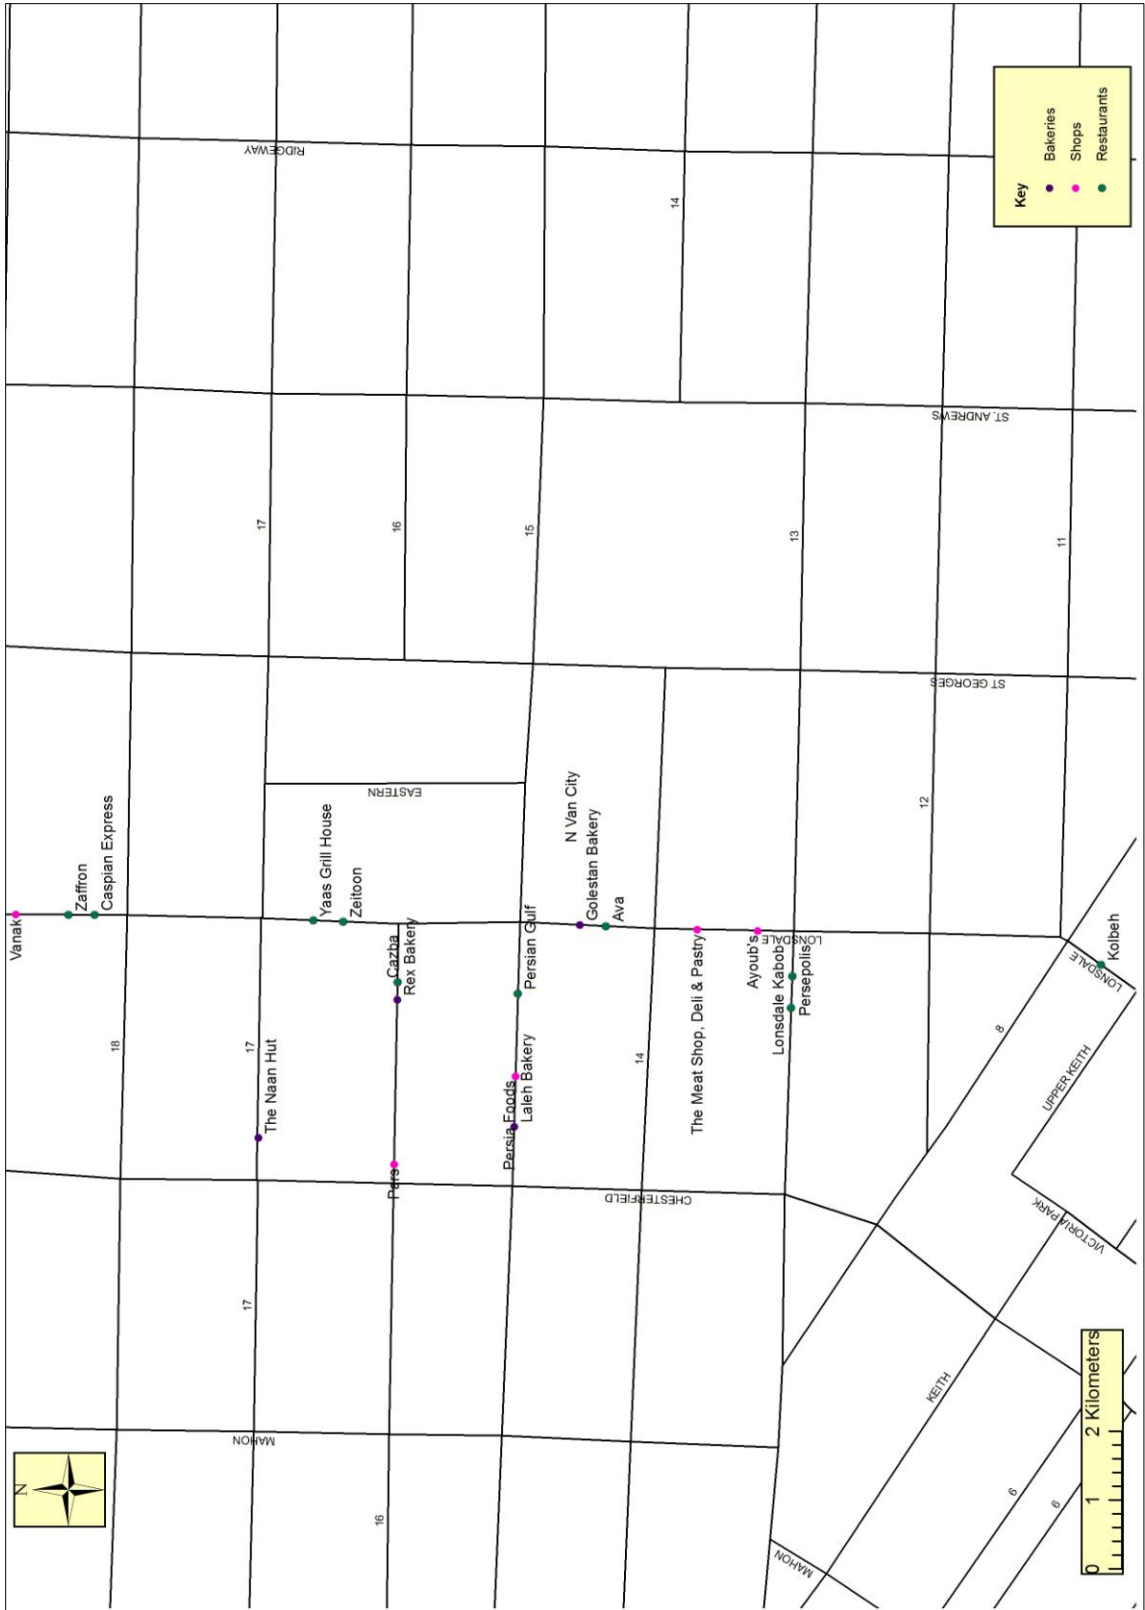 N
Vanak
Zaffron
Caspian Express
18
17
MAHON
17
17
The Naan Hut
RIDGEWAY
Yaas Grill House
Zeitoon
16
Pars
Cazba
EASTERN
16
Rex Bakery
Persia Foods
Laleh Bakery
Persian Gulf
15
N Van City
Golestan Bakery
Ava
14
CHESTERFIELD
14
The Meat Shop, Deli & Pastry
Ayoub's
Lonsdale Kabob
LONSDALE
MAHON
13
Persepolis
12
KEITH
ST GEORGES
ST. ANDREWS
8
6
6
11
UPPER KEITH
VICTORIA PARK
LONSDALE
Kolbeh
0 1 2 Kilometers
Key
Bakeries
Shops
Restaurants